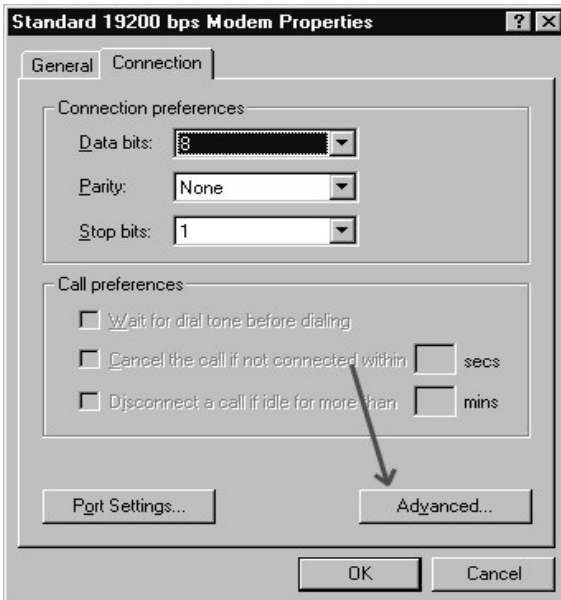 Standard 19200 bps Modem Properties
General Connection
Connection preferences
Data bits: 8
Parity: None
Stop bits: 1
Call preferences
Wait for dial tone before dialing
Cancel the call if not connected within secs
Disconnect a call if idle for more than mins
Port Settings... Advanced...
OK Cancel